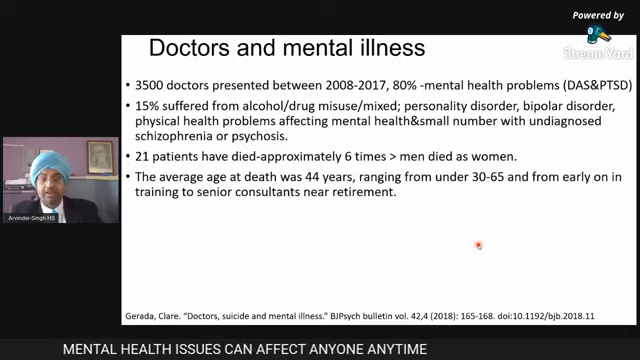 Powered by
StreamYard
Doctors and mental illness
• 3500 doctors presented between 2008-2017, 80% -mental health problems (DAS&PTSD)
• 15% suffered from alcohol/drug misuse/mixed; personality disorder, bipolar disorder,
physical health problems affecting mental health&small number with undiagnosed
schizophrenia or psychosis.
• 21 patients have died-approximately 6 times > men died as women.
• The average age at death was 44 years, ranging from under 30-65 and from early on in
training to senior consultants near retirement.
Arvinder-Singh HS
Gerada, Clare. “Doctors, suicide and mental illness.” BJPsych bulletin vol. 42,4 (2018): 165-168. doi:10.1192/bjb.2018.11
MENTAL HEALTH ISSUES CAN AFFECT ANYONE ANYTIME